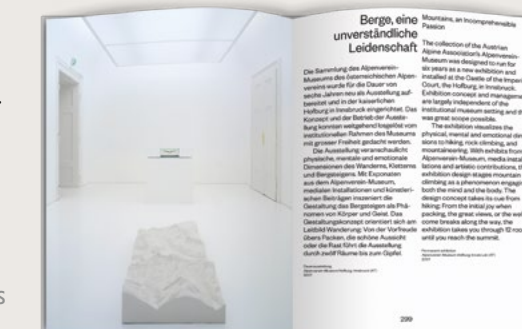 Berge, eine
unverständliche
Leidenschaft
Die Sammlung des Alpenverein-
Museums des österreichischen Alpen-
vereins wurde für die Dauer von
sechs Jahren neu als Ausstellung auf-
bereitet und in der kaiserlichen
Hofburg in Innsbruck eingerichtet. Das
Konzept und der Betrieb der Ausstel-
lung konnten weitgehend losgelöst vom
institutionellen Rahmen des Museums
mit grosser Freiheit gedacht werden.
Die Ausstellung veranschaulicht
physische, mentale und emotionale
Dimensionen des Wanderns, Kletterns
und Bergsteigens. Mit Exponaten
aus dem Alpenverein-Museum,
medialen Installationen und künstleri-
schen Beiträgen inszeniert die
Gestaltung das Bergsteigen als Phä-
nomen von Körper und Geist. Das
Gestaltungskonzept orientiert sich am
Leitbild Wanderung: Von der Vorfreude
übers Packen, die schöne Aussicht
oder die Rast führt die Ausstellung
durch zwölf Räume bis zum Gipfel.
Mountains, an Incomprehensible
Passion
The collection of the Austrian
Alpine Association's Alpenverein-
Museum was designed to run for
six years as a new exhibition and
installed at the Castle of the Imperial
Court, the Hofburg, in Innsbruck.
Exhibition concept and management
are largely independent of the
institutional museum setting and
was great scope possible.
The exhibition visualizes the
physical, mental and emotional
sions to hiking, rock climbing, and
mountaineering. With exhibits from
Alpenverein-Museum, media instal
lations and artistic contributions,
exhibition design stages mountain
climbing as a phenomenon
both the mind and the body. The
design concept takes its cue from
hiking: From the initial joy when
packing, the great views, or the
come breaks along the way, the
exhibition takes you through 12
until you reach the summit.
299
s